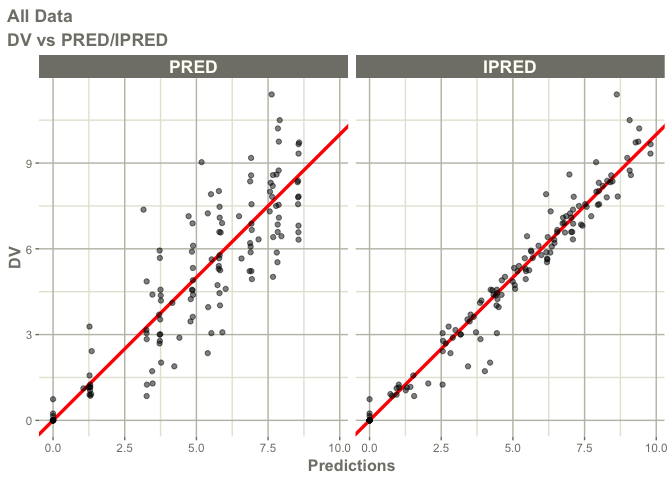 All Data
DV vs PRED/IPRED
PRED IPRED
9
6
3
0
DV
0.0 2.5 5.0 7.5 10.0 0.0 2.5 5.0 7.5 10.0
Predictions